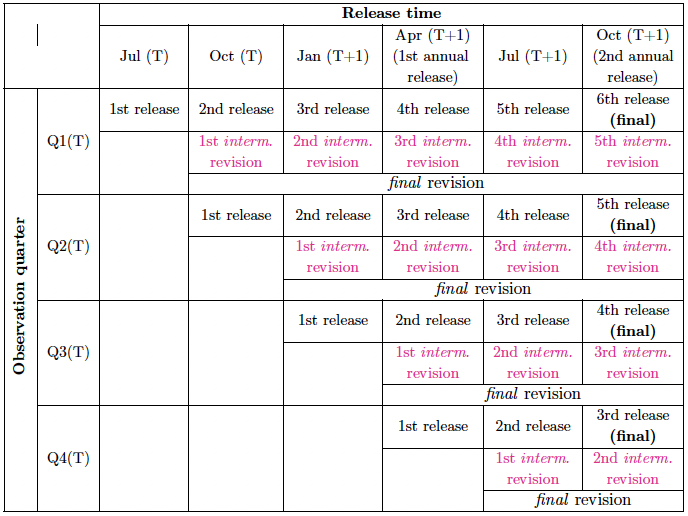 Release time
Jul (T)
Oct (T)
Jan (T+1)
Apr (T+1)
(1st annual
release)
Jul (T+1)
Oct (T+1)
(2nd annual
release)
Observation quarter
Q1(T)
1st release
2nd release
3rd release
4th release
5th release
6th release
(final)
1st interm.
revision
2nd interm.
revision
3rd interm.
revision
4th interm.
revision
5th interm.
revision
final revision
Q2(T)
1st release
2nd release
3rd release
4th release
5th release
(final)
1st interm.
revision
2nd interm.
revision
3rd interm.
revision
4th interm.
revision
final revision
Q3(T)
1st release
2nd release
3rd release
4th release
(final)
1st interm.
revision
2nd interm.
revision
3rd interm.
revision
final revision
Q4(T)
1st release
2nd release
3rd release
(final)
1st interm.
revision
2nd interm.
revision
final revision